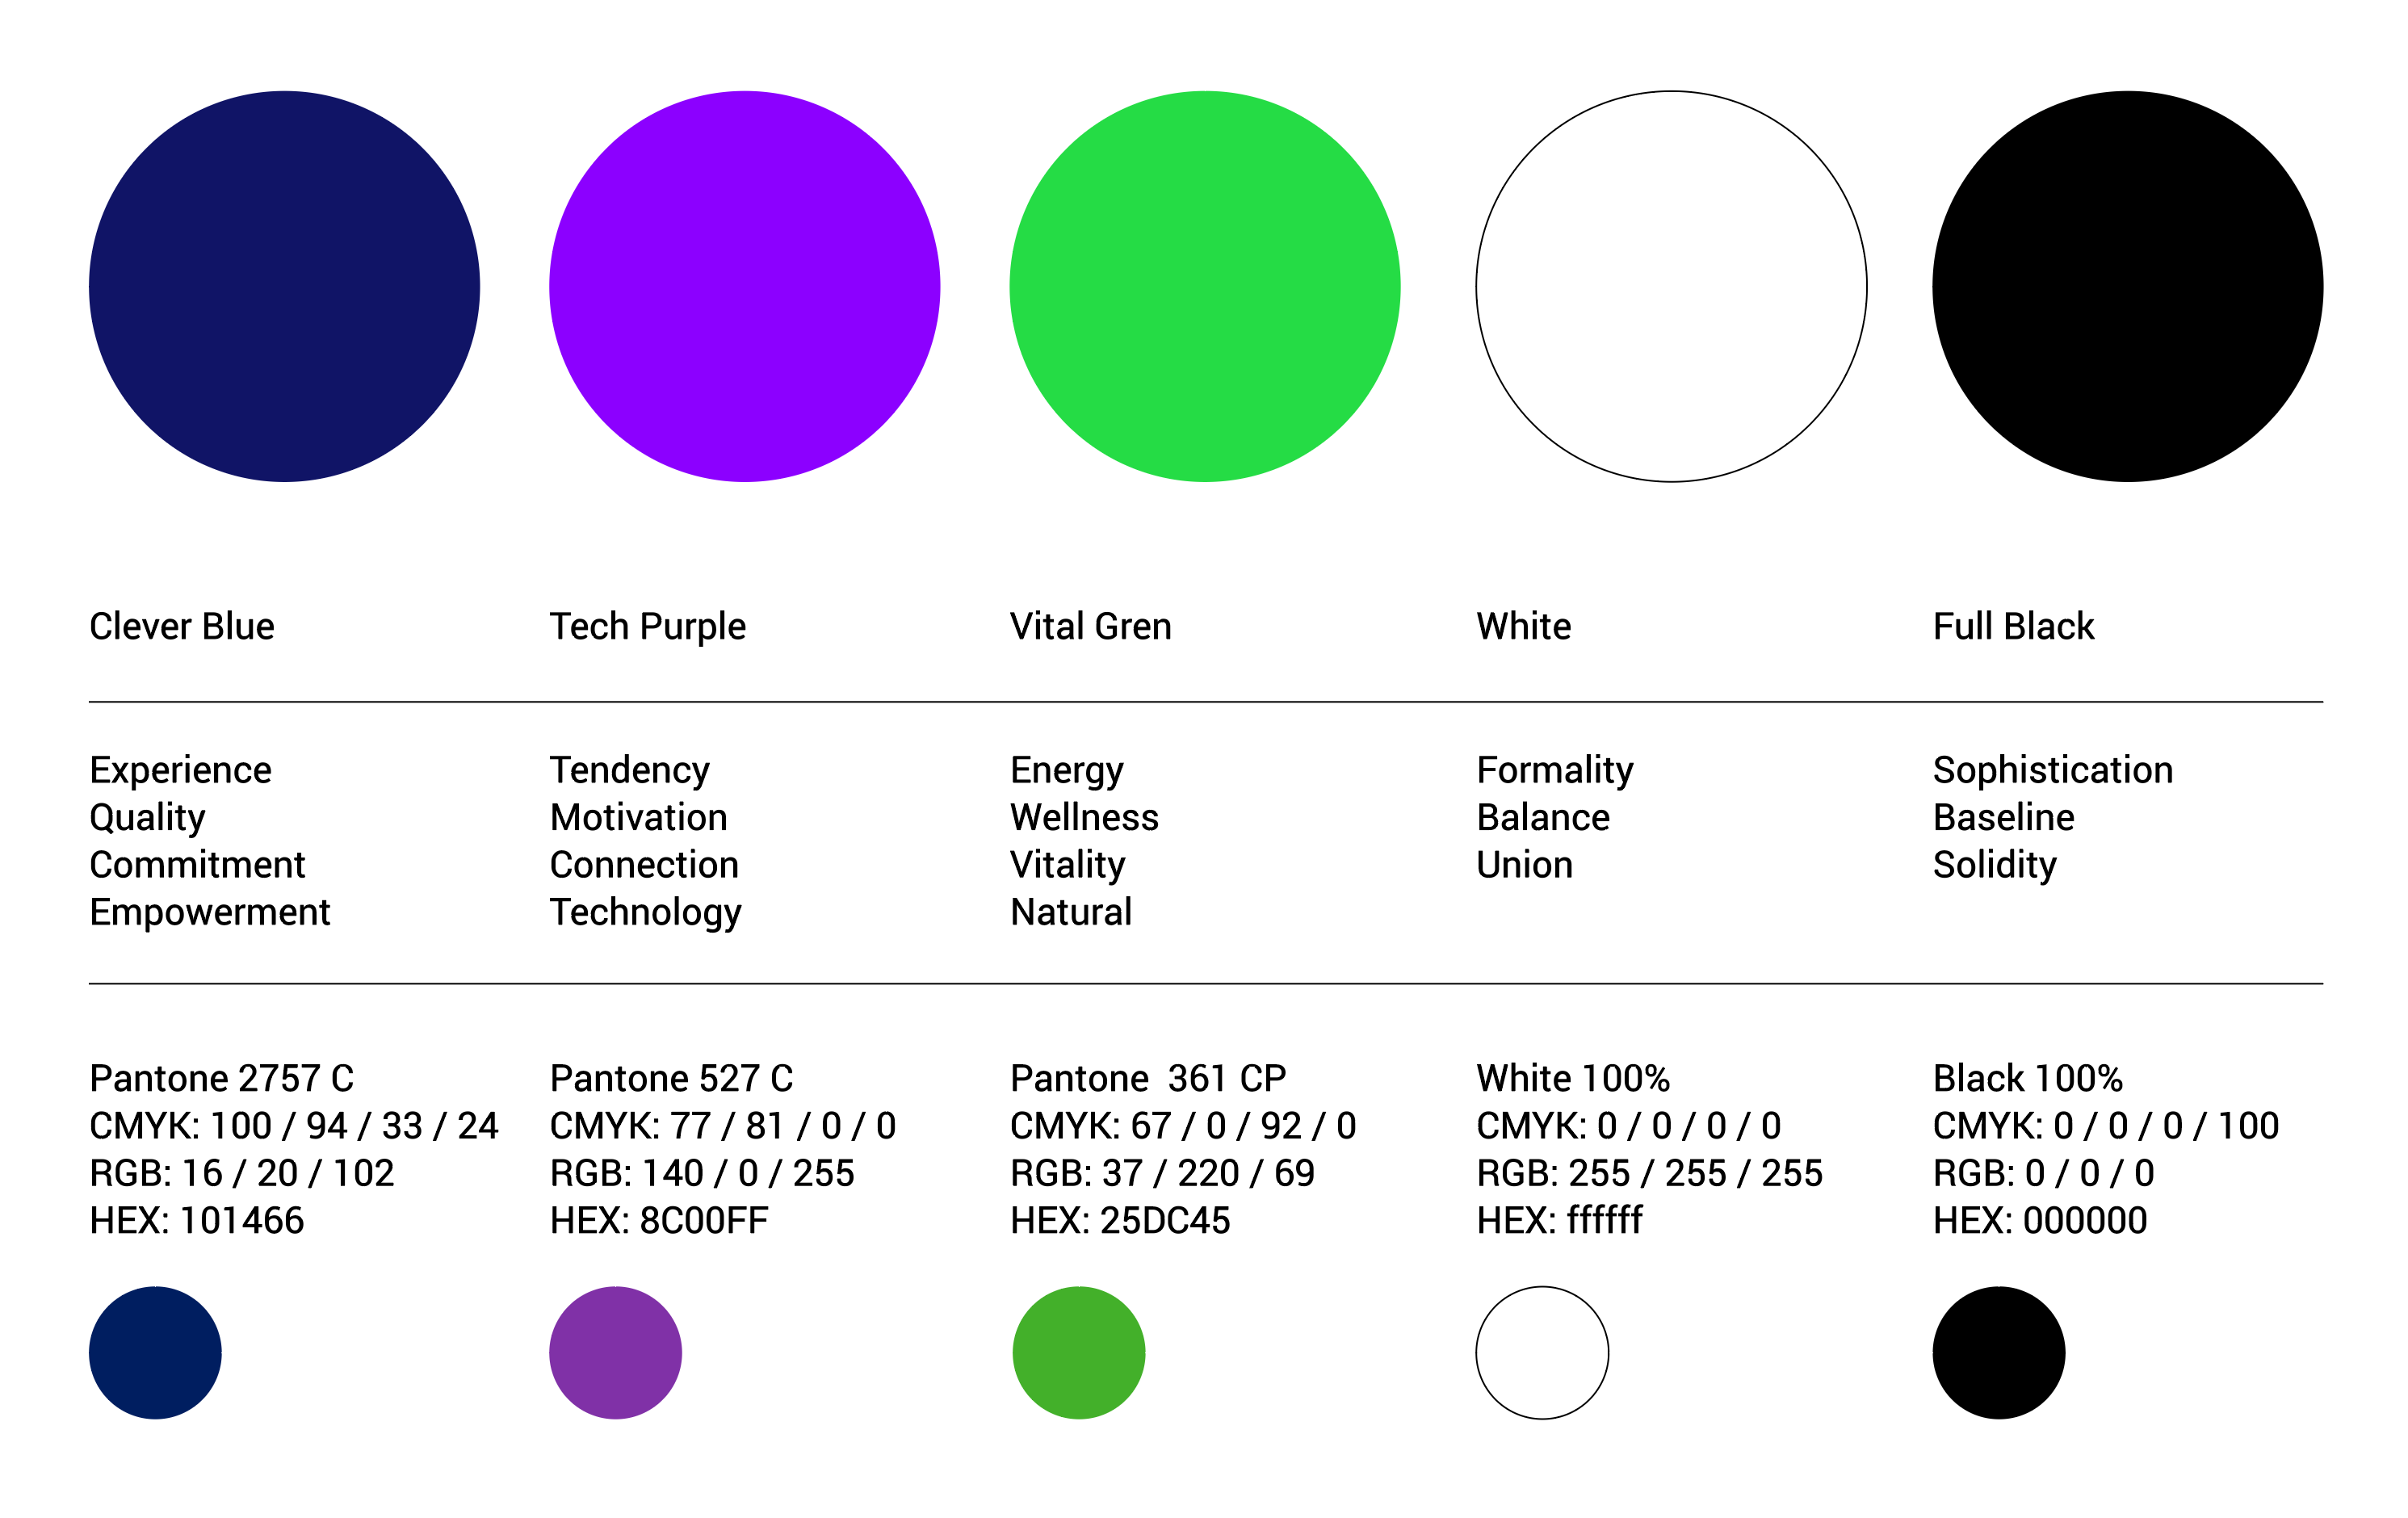 Clever Blue
Tech Purple
Vital Gren
White
Full Black
Experience
Quality
Commitment
Empowerment
Tendency
Motivation
Connection
Technology
Energy
Wellness
Vitality
Natural
Formality
Balance
Union
Sophistication
Baseline
Solidity
Pantone 2757 C
CMYK: 100 / 94 / 33 / 24
RGB: 16 / 20 / 102
HEX: 101466
Pantone 527 C
CMYK: 77 / 81 / 0 / 0
RGB: 140 / 0 / 255
HEX: 8C00FF
Pantone  361 CP
CMYK: 67 / 0 / 92 / 0
RGB: 37 / 220 / 69
HEX: 25DC45
White 100%
CMYK: 0 / 0 / 0 / 0
RGB: 255 / 255 / 255
HEX: ffffff
Black 100%
CMYK: 0 / 0 / 0 / 100
RGB: 0 / 0 / 0
HEX: 000000